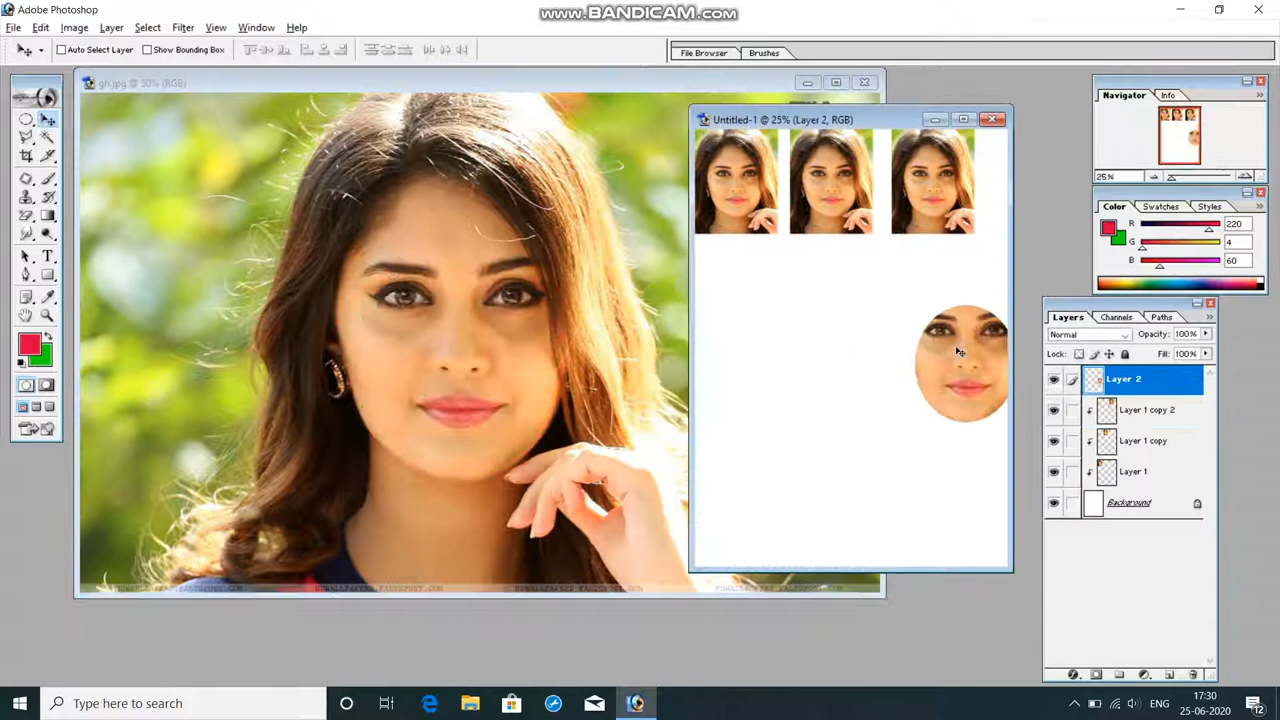 Adobe Photoshop
www.BANDICAM.com
File Edit Image Layer Select Filter View Window Help
Auto Select Layer Show Bounding Box
File Browser Brushes
gh.jpg @ 50% (RGB)
Untitled-1 @ 25% (Layer 2, RGB)
Navigator Info
25%
Color Swatches Styles
R 220
G 4
B 60
Layers Channels Paths
Normal Opacity: 100%
Lock: Fill: 100%
Layer 2
Layer 1 copy 2
Layer 1 copy
Layer 1
Background
Type here to search
ENG
17:30
25-06-2020
12